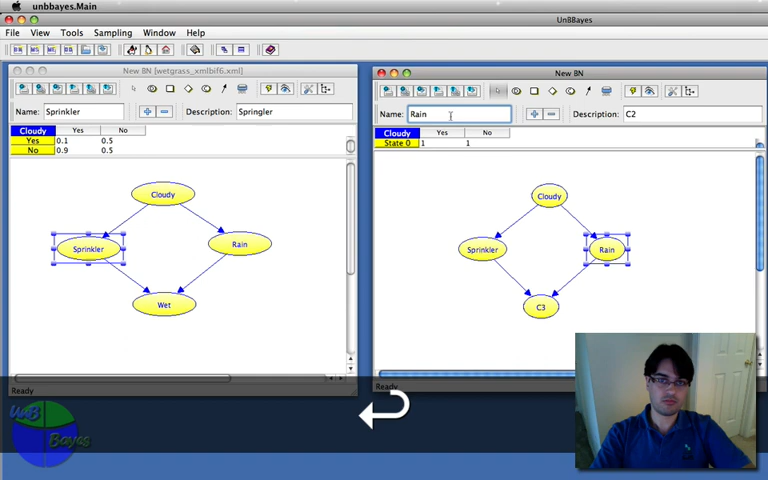 unbbayes.Main
UnBBayes
File View Tools Sampling Window Help
New BN [wetgrass_xmlbif6.xml]
Name: Sprinkler Description: Springler
Cloudy Yes No
Yes 0.1 0.5
No 0.9 0.5
Cloudy
Sprinkler
Rain
Wet
Ready
New BN
Name: Rain Description: C2
Cloudy Yes No
State 0 1 1
Cloudy
Sprinkler
Rain
C3
Ready
UnB
Bayes